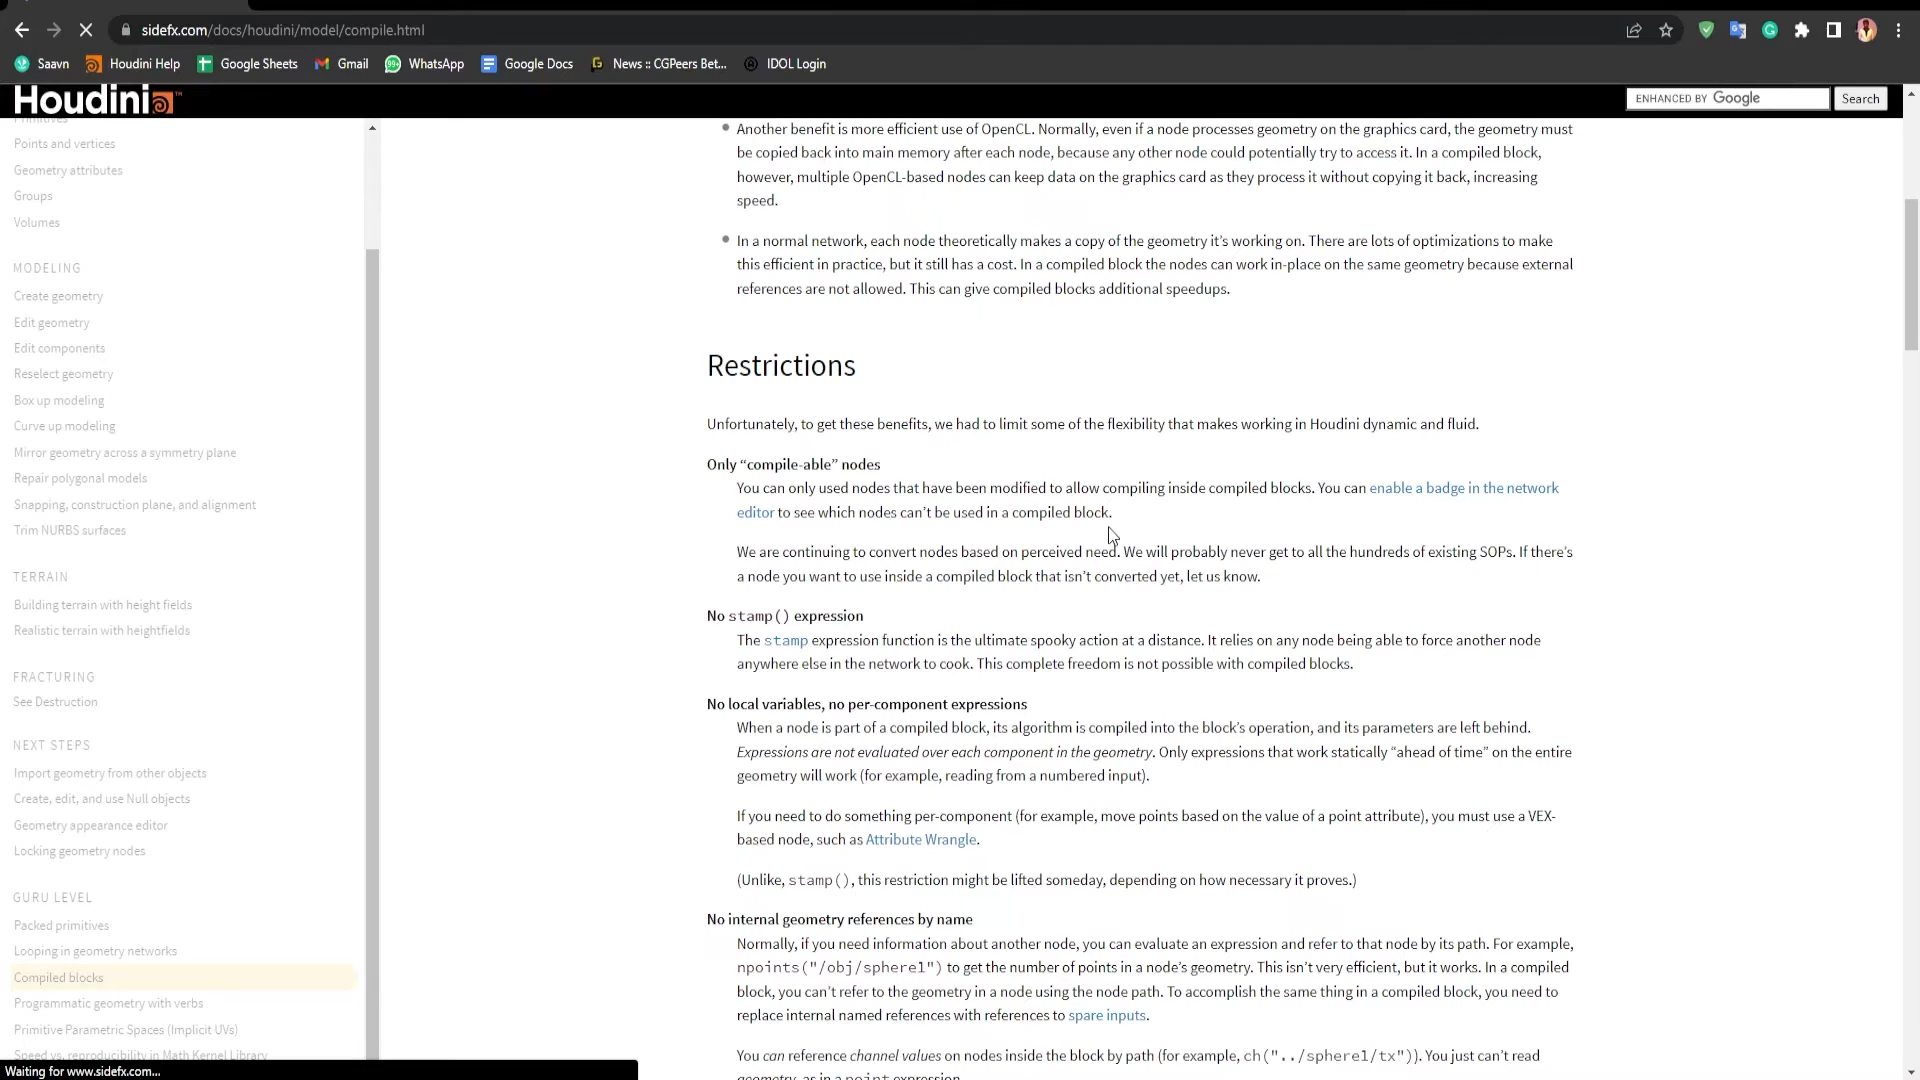 sidefx.com/docs/houdini/model/compile.html
Saavn
Houdini Help
Google Sheets
Gmail
99+
WhatsApp
Google Docs
News :: CGPeers Bet...
IDOL Login
Houdini™
ENHANCED BY Google
Search
Primitives
Points and vertices
Geometry attributes
Groups
Volumes
MODELING
Create geometry
Edit geometry
Edit components
Reselect geometry
Box up modeling
Curve up modeling
Mirror geometry across a symmetry plane
Repair polygonal models
Snapping, construction plane, and alignment
Trim NURBS surfaces
TERRAIN
Building terrain with height fields
Realistic terrain with heightfields
FRACTURING
See Destruction
NEXT STEPS
Import geometry from other objects
Create, edit, and use Null objects
Geometry appearance editor
Locking geometry nodes
GURU LEVEL
Packed primitives
Looping in geometry networks
Compiled blocks
Programmatic geometry with verbs
Primitive Parametric Spaces (Implicit UVs)
Speed vs. reproducibility in Math Kernel Library
Waiting for www.sidefx.com...
Another benefit is more efficient use of OpenCL. Normally, even if a node processes geometry on the graphics card, the geometry must
be copied back into main memory after each node, because any other node could potentially try to access it. In a compiled block,
however, multiple OpenCL-based nodes can keep data on the graphics card as they process it without copying it back, increasing
speed.
In a normal network, each node theoretically makes a copy of the geometry it's working on. There are lots of optimizations to make
this efficient in practice, but it still has a cost. In a compiled block the nodes can work in-place on the same geometry because external
references are not allowed. This can give compiled blocks additional speedups.
Restrictions
Unfortunately, to get these benefits, we had to limit some of the flexibility that makes working in Houdini dynamic and fluid.
Only “compile-able” nodes
You can only used nodes that have been modified to allow compiling inside compiled blocks. You can enable a badge in the network
editor to see which nodes can't be used in a compiled block.
We are continuing to convert nodes based on perceived need. We will probably never get to all the hundreds of existing SOPs. If there's
a node you want to use inside a compiled block that isn't converted yet, let us know.
No stamp() expression
The stamp expression function is the ultimate spooky action at a distance. It relies on any node being able to force another node
anywhere else in the network to cook. This complete freedom is not possible with compiled blocks.
No local variables, no per-component expressions
When a node is part of a compiled block, its algorithm is compiled into the block's operation, and its parameters are left behind.
Expressions are not evaluated over each component in the geometry. Only expressions that work statically “ahead of time” on the entire
geometry will work (for example, reading from a numbered input).
If you need to do something per-component (for example, move points based on the value of a point attribute), you must use a VEX-
based node, such as Attribute Wrangle.
(Unlike, stamp(), this restriction might be lifted someday, depending on how necessary it proves.)
No internal geometry references by name
Normally, if you need information about another node, you can evaluate an expression and refer to that node by its path. For example,
npoints("/obj/sphere1") to get the number of points in a node's geometry. This isn't very efficient, but it works. In a compiled
block, you can't refer to the geometry in a node using the node path. To accomplish the same thing in a compiled block, you need to
replace internal named references with references to spare inputs.
You can reference channel values on nodes inside the block by path (for example, ch("../sphere1/tx")). You just can't read
geometry, as in a point expression.